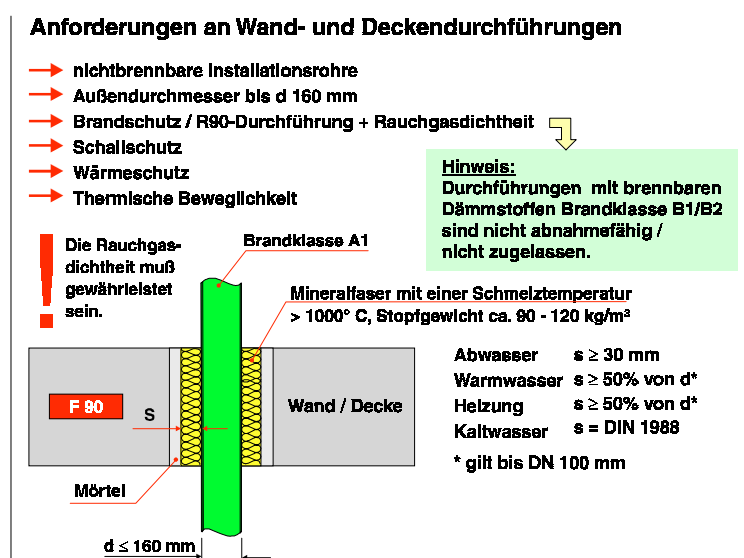 Anforderungen an Wand- und Deckendurchführungen
nichtbrennbare Installationsrohre
Außendurchmesser bis d 160 mm
Brandschutz / R90-Durchführung + Rauchgasdichtheit
Schallschutz
Wärmeschutz
Thermische Beweglichkeit
Hinweis:
Durchführungen mit brennbaren
Dämmstoffen Brandklasse B1/B2
sind nicht abnahmefähig /
nicht zugelassen.
Die Rauchgas-
dichtheit muß
gewährleistet
sein.
Brandklasse A1
Mineralfaser mit einer Schmelztemperatur
> 1000° C, Stopfgewicht ca. 90 - 120 kg/m³
F 90
S
Wand / Decke
Mörtel
d ≤ 160 mm
Abwasser s ≥ 30 mm
Warmwasser s ≥ 50% von d*
Heizung s ≥ 50% von d*
Kaltwasser s = DIN 1988
* gilt bis DN 100 mm